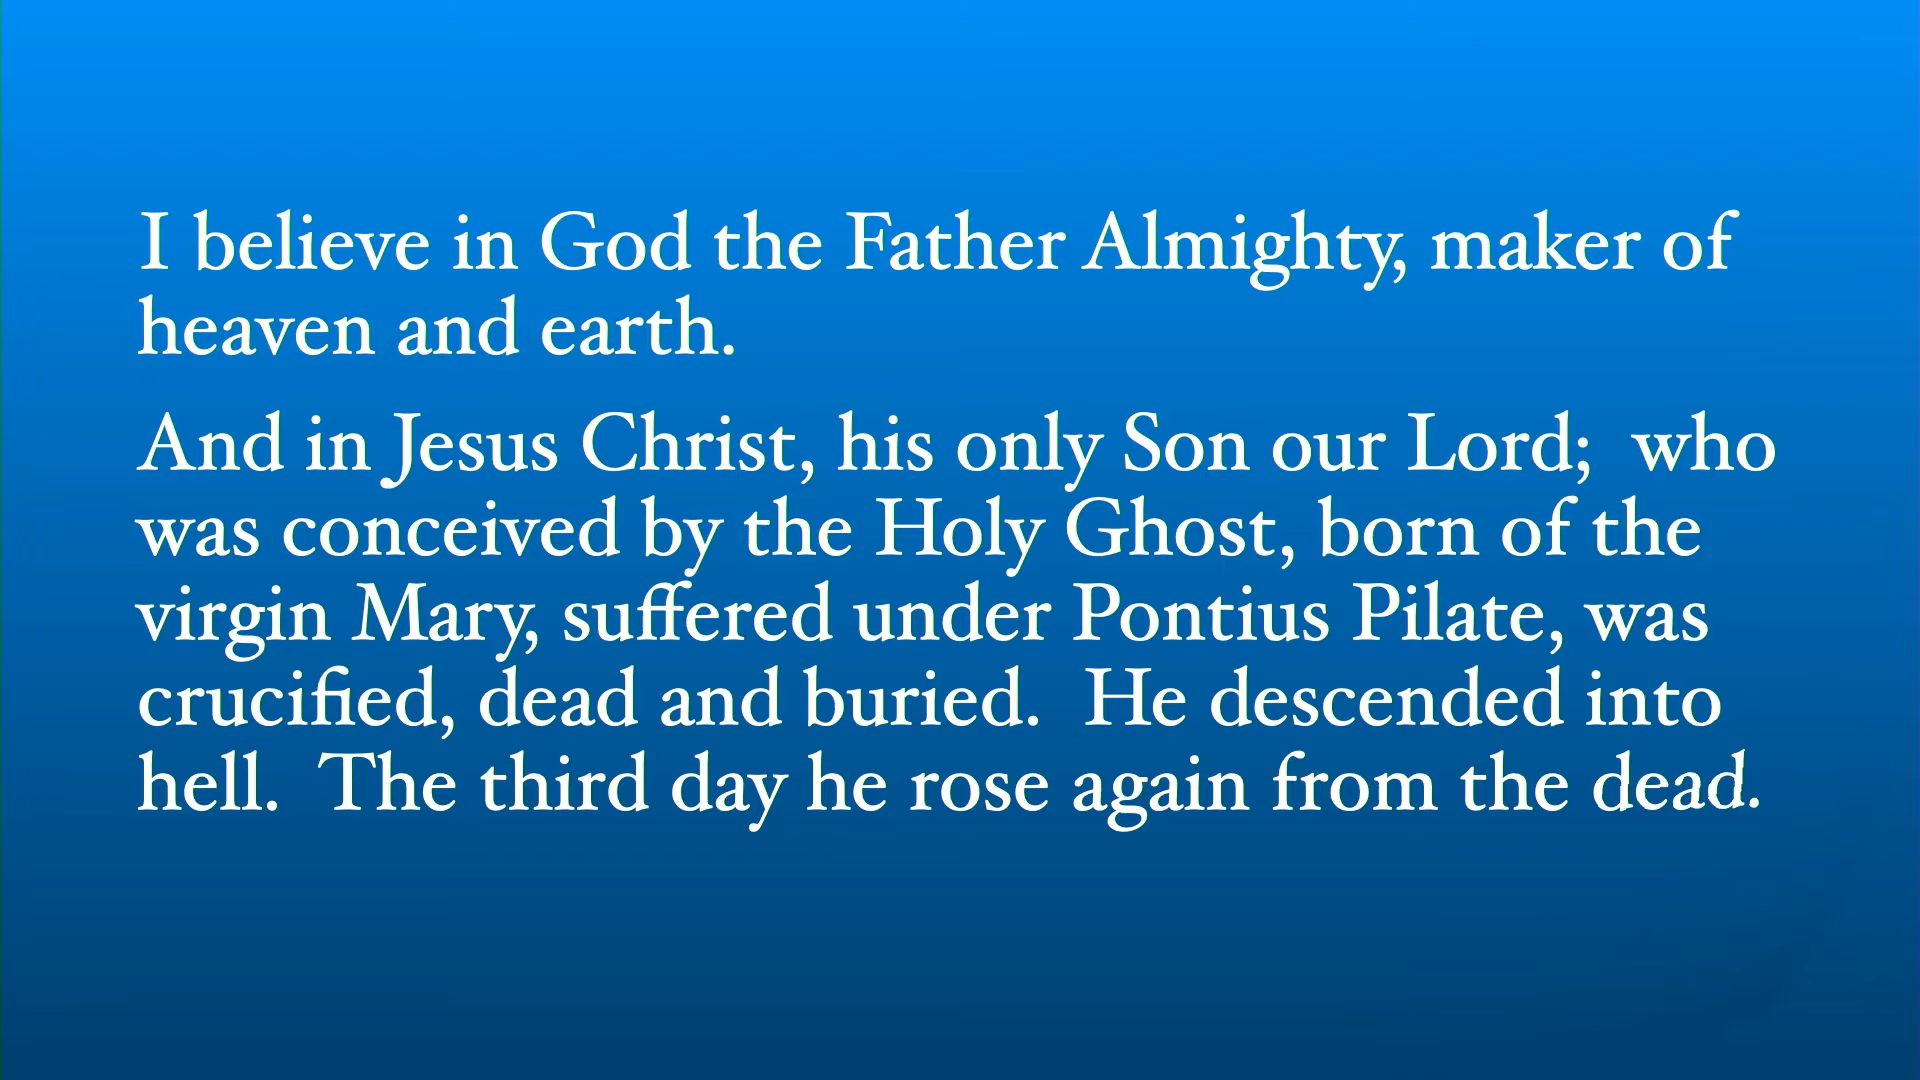 I believe in God the Father Almighty, maker of
heaven and earth.
And in Jesus Christ, his only Son our Lord;  who
was conceived by the Holy Ghost, born of the
virgin Mary, suffered under Pontius Pilate, was
crucified, dead and buried.  He descended into
hell.  The third day he rose again from the dead.